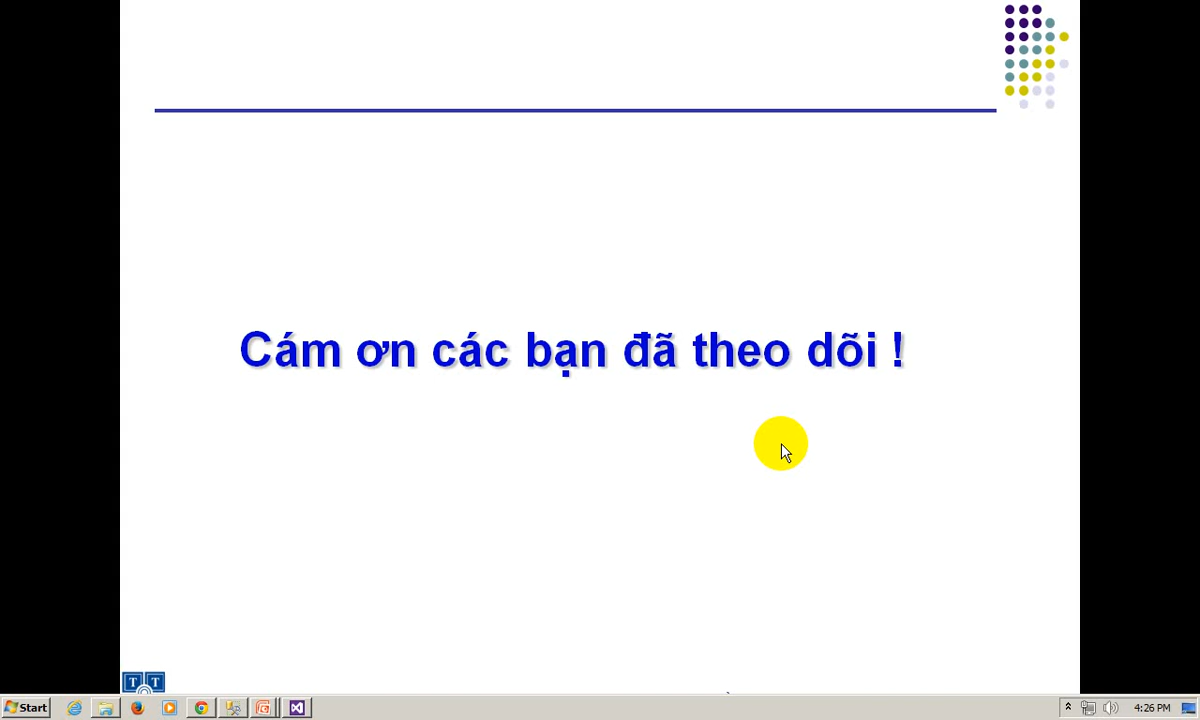 Cám ơn các bạn đã theo dõi !
T T
Start
4:26 PM